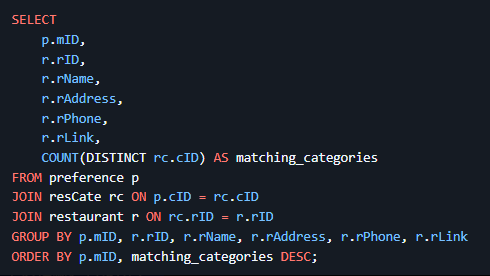 SELECT
p.mID,
r.rID,
r.rName,
r.rAddress,
r.rPhone,
r.rLink,
COUNT(DISTINCT rc.cID) AS matching_categories
FROM preference p
JOIN resCate rc ON p.cID = rc.cID
JOIN restaurant r ON rc.rID = r.rID
GROUP BY p.mID, r.rID, r.rName, r.rAddress, r.rPhone, r.rLink
ORDER BY p.mID, matching_categories DESC;